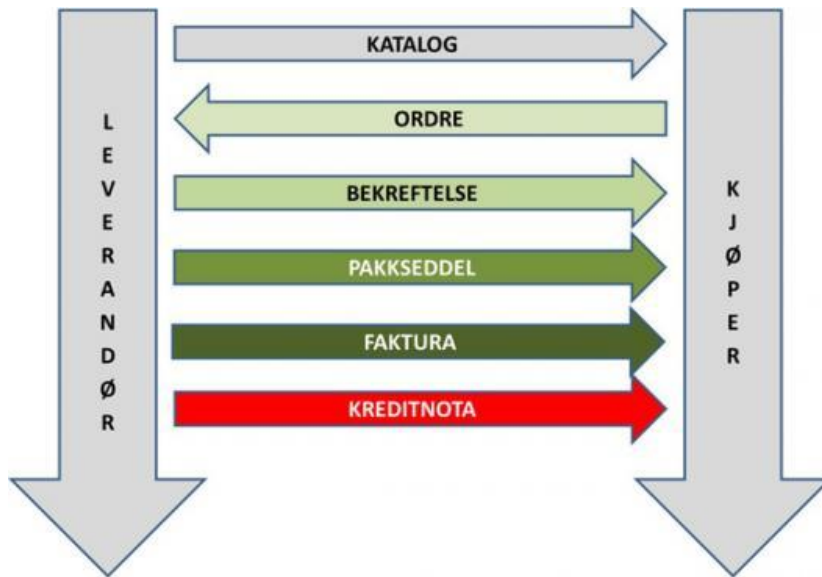 LEVERANDØR
KATALOG
ORDRE
BEKREFTELSE
PAKKSEDDEL
FAKTURA
KREDITNOTA
KJØPER